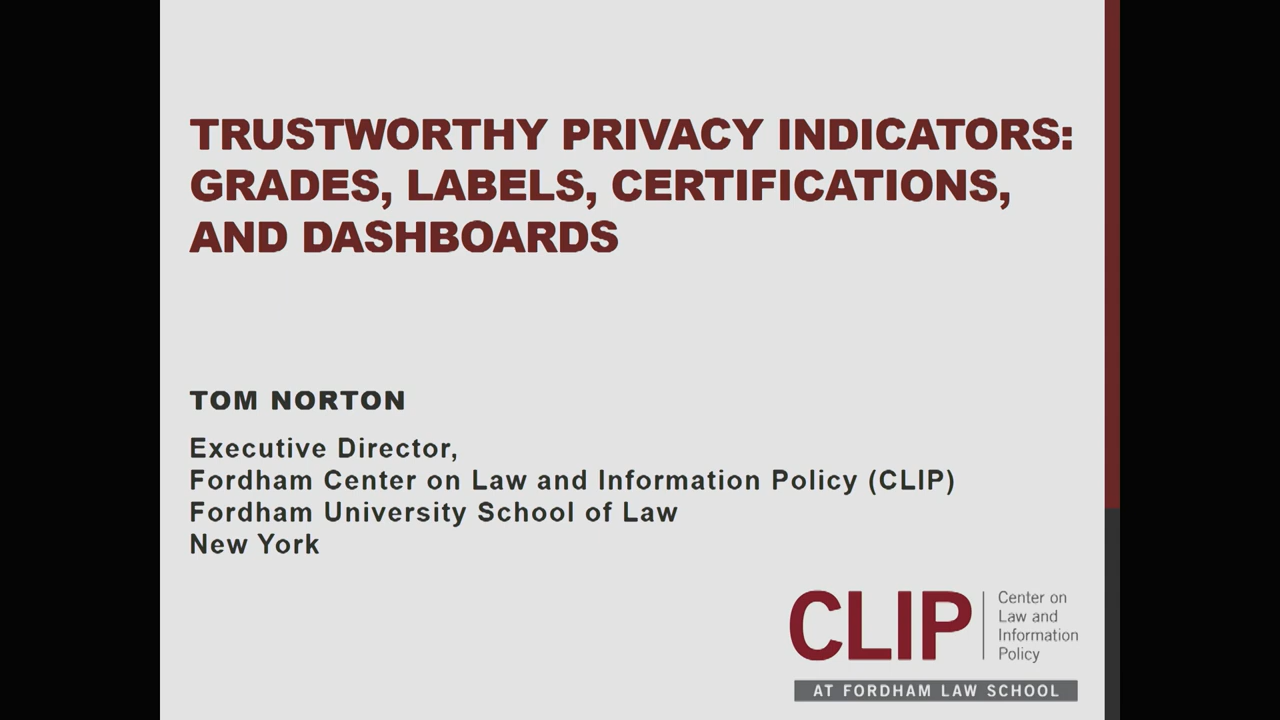 TRUSTWORTHY PRIVACY INDICATORS:
GRADES, LABELS, CERTIFICATIONS,
AND DASHBOARDS
TOM NORTON
Executive Director,
Fordham Center on Law and Information Policy (CLIP)
Fordham University School of Law
New York
CLIP
Center on
Law and
Information
Policy
AT FORDHAM LAW SCHOOL